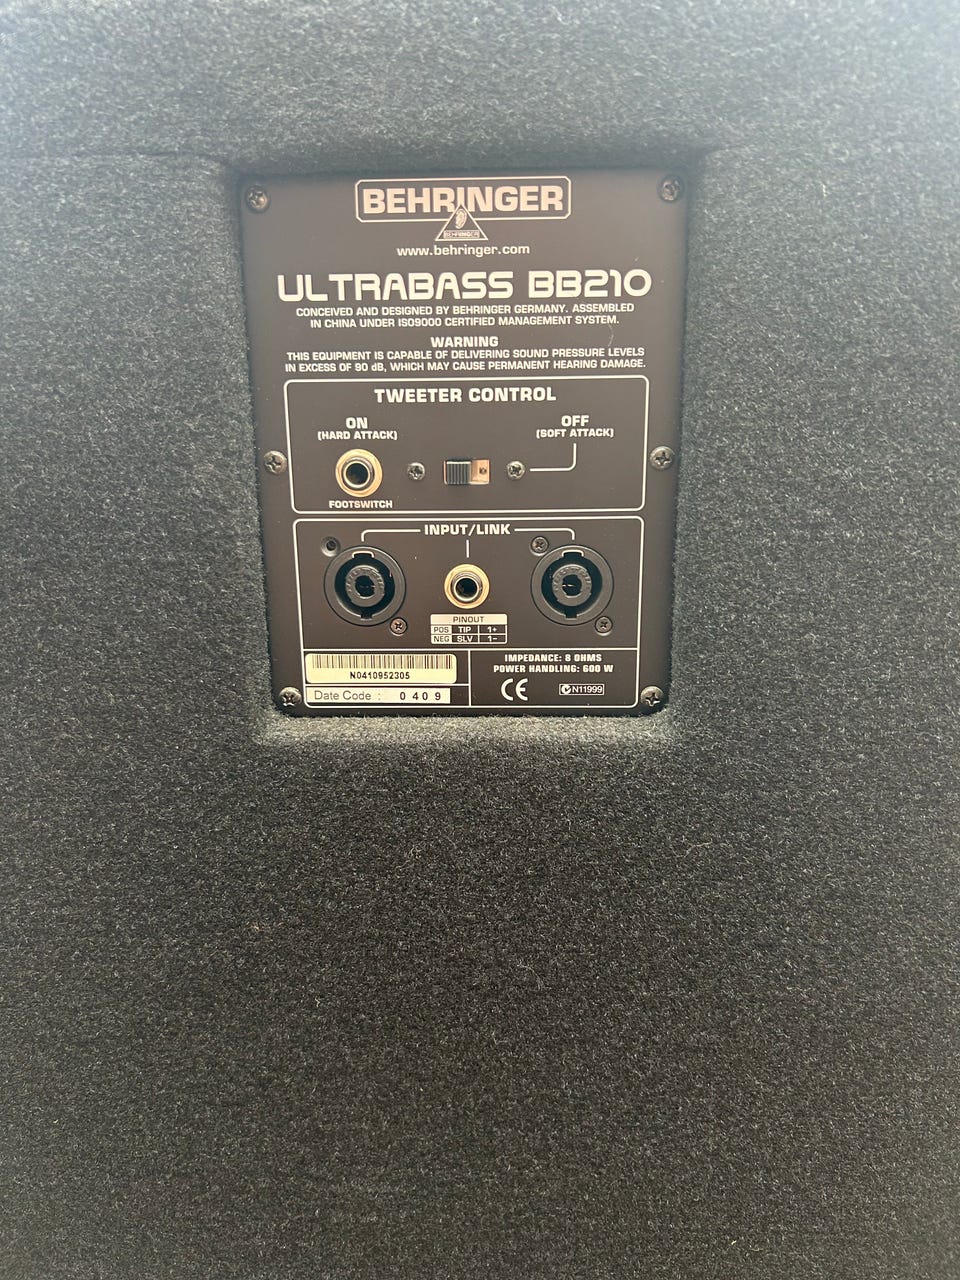 BEHRINGER
BEHRINGER
www.behringer.com
ULTRABASS BB210
CONCEIVED AND DESIGNED BY BEHRINGER GERMANY. ASSEMBLED
IN CHINA UNDER ISO9000 CERTIFIED MANAGEMENT SYSTEM.
WARNING
THIS EQUIPMENT IS CAPABLE OF DELIVERING SOUND PRESSURE LEVELS
IN EXCESS OF 90 dB, WHICH MAY CAUSE PERMANENT HEARING DAMAGE.
TWEETER CONTROL
ON OFF
(HARD ATTACK) (SOFT ATTACK)
FOOTSWITCH
INPUT/LINK
PINOUT
POS TIP 1+
NEG SLV 1-
N0410952305
Date Code : 0409
IMPEDANCE: 8 OHMS
POWER HANDLING: 600 W
CE N11999